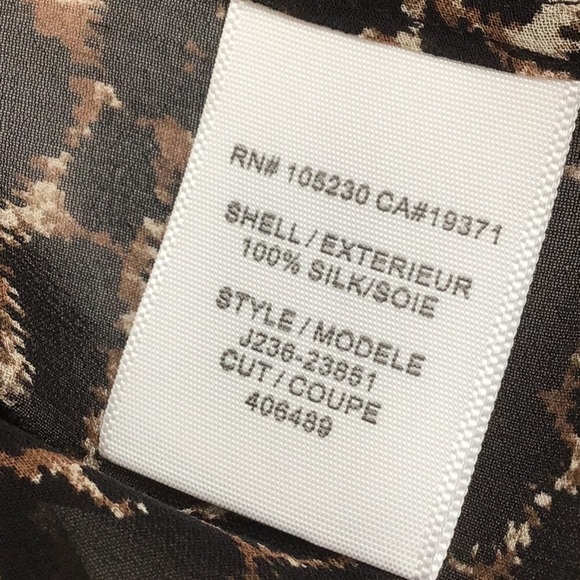 RN# 105230 CA#19371
SHELL / EXTERIEUR
100% SILK/SOIE
STYLE / MODELE
J236-23851
CUT / COUPE
406489